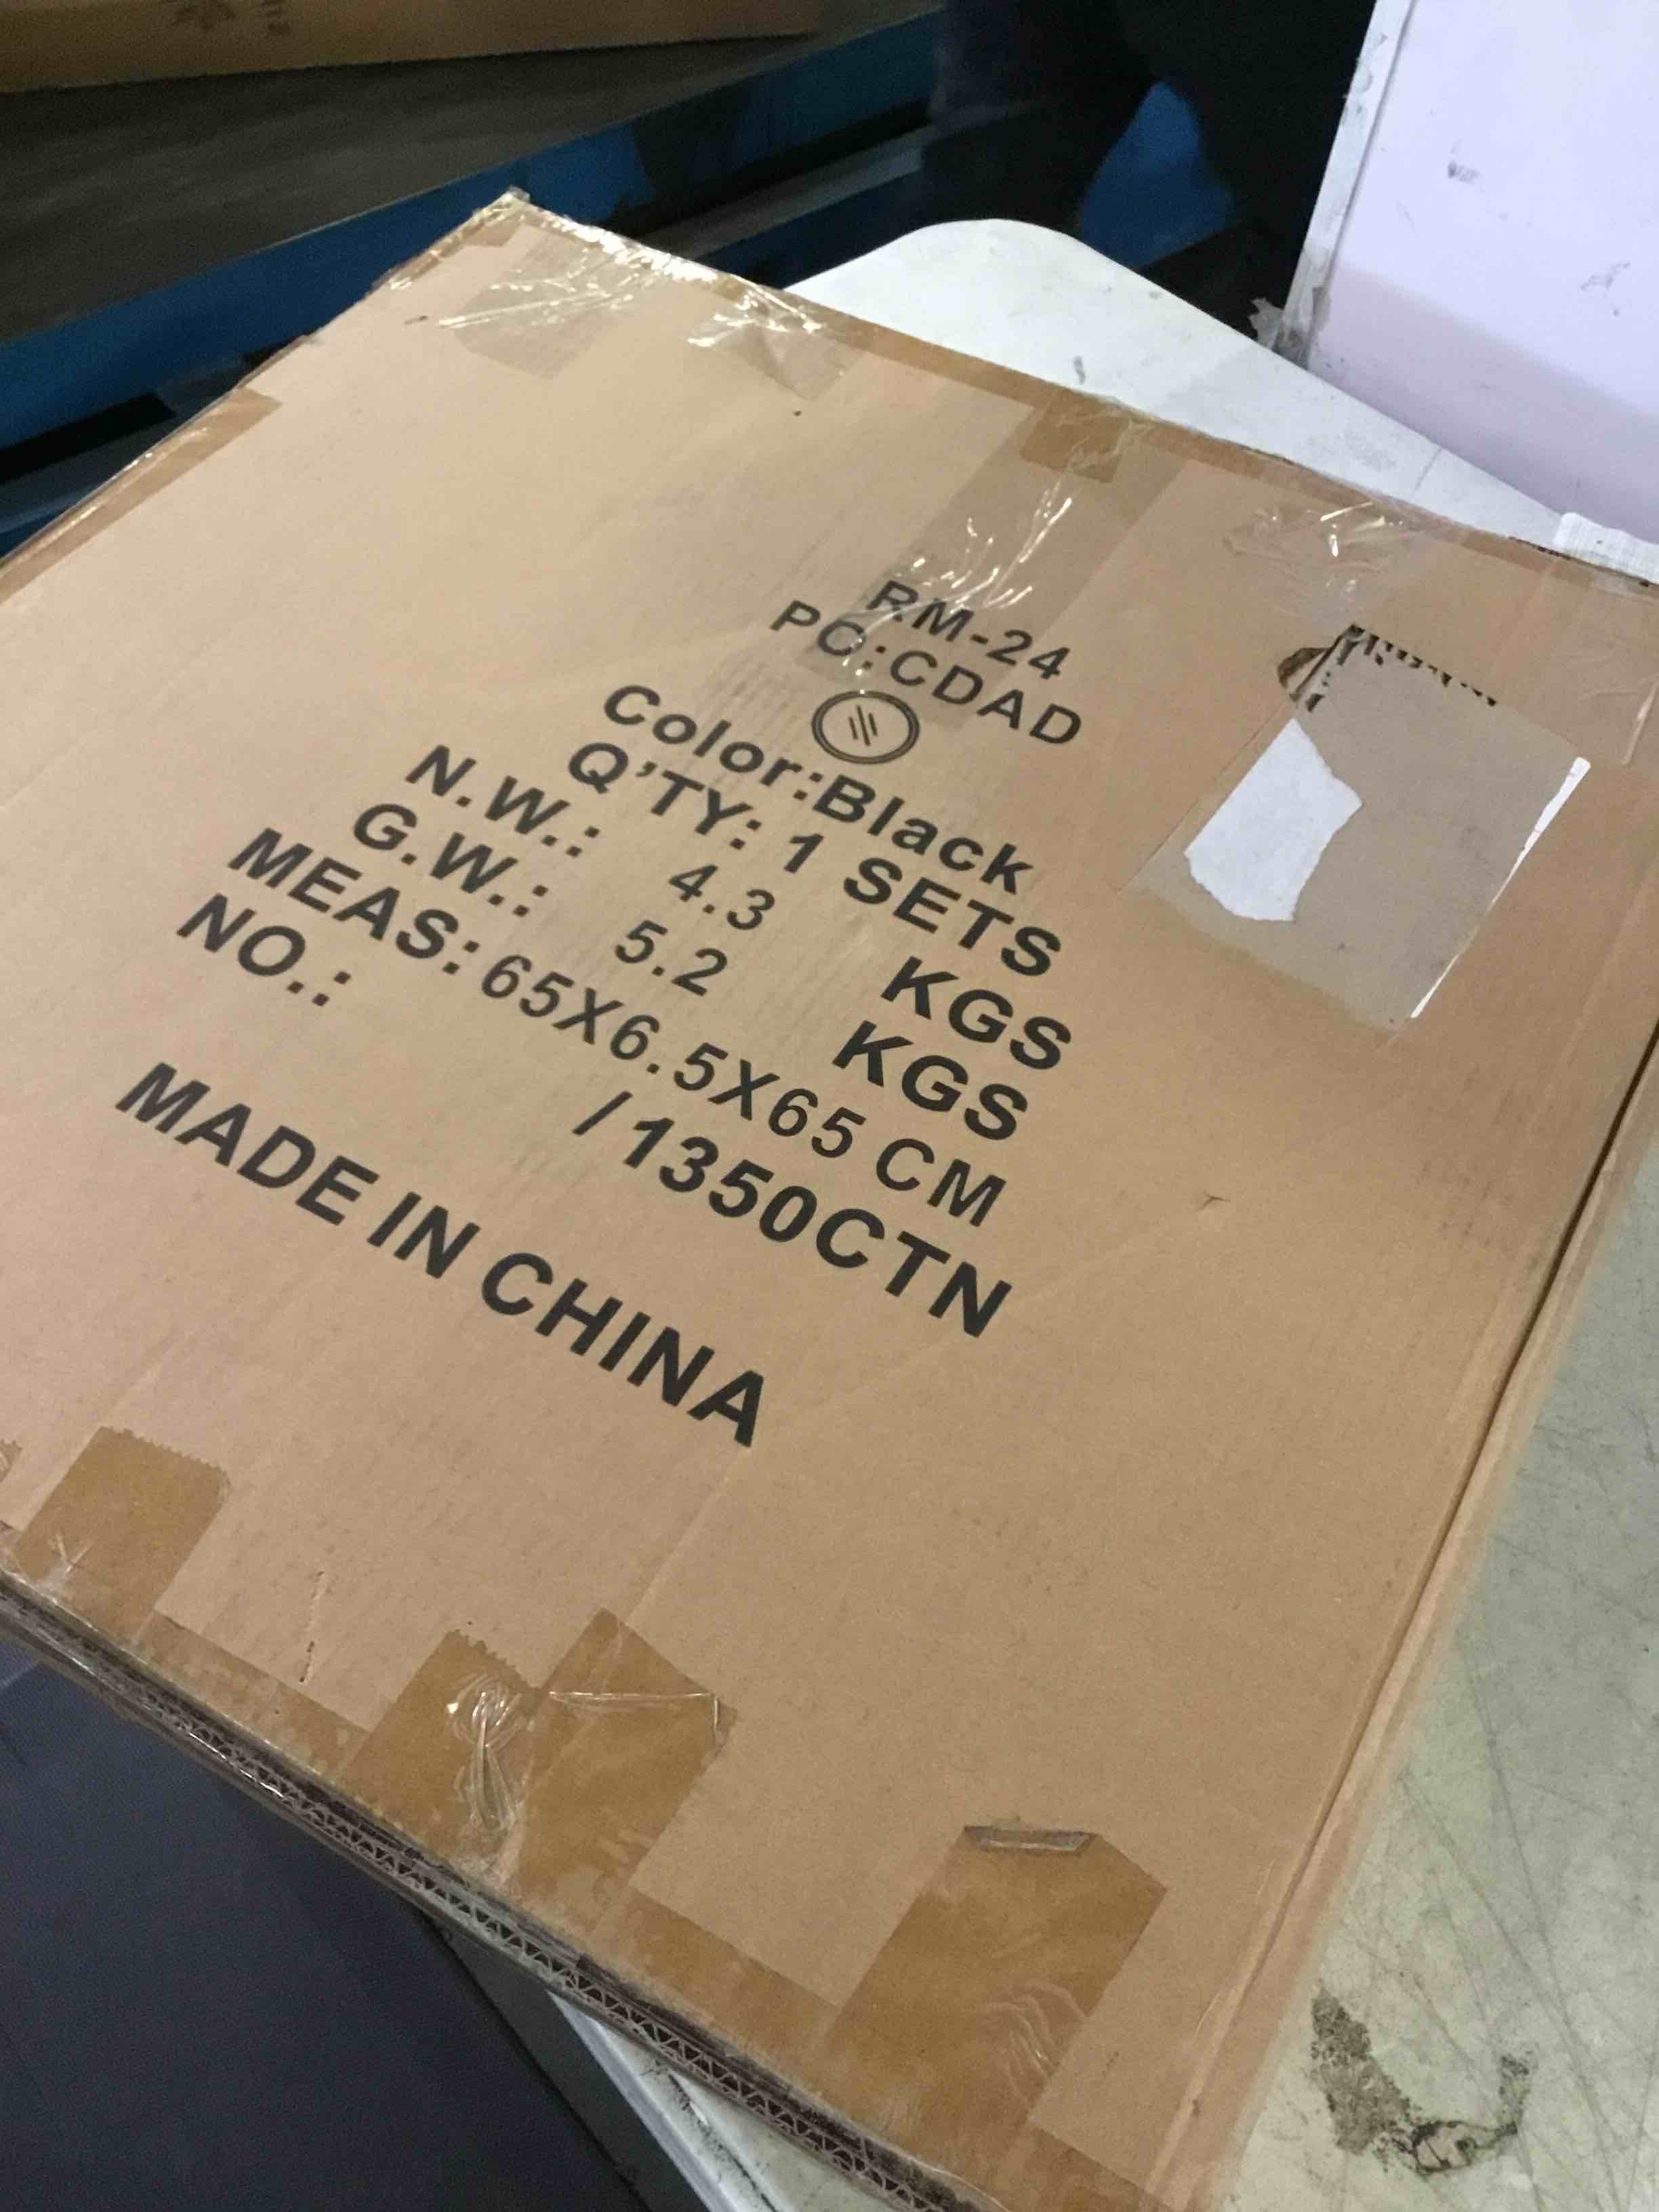 RM-24
PC:CDAD
Color:Black
Q'TY: 1 SETS
N.W.: 4.3 KGS
G.W.: 5.2 KGS
MEAS: 65X6.5X65 CM
NO.: /1350CTN
MADE IN CHINA